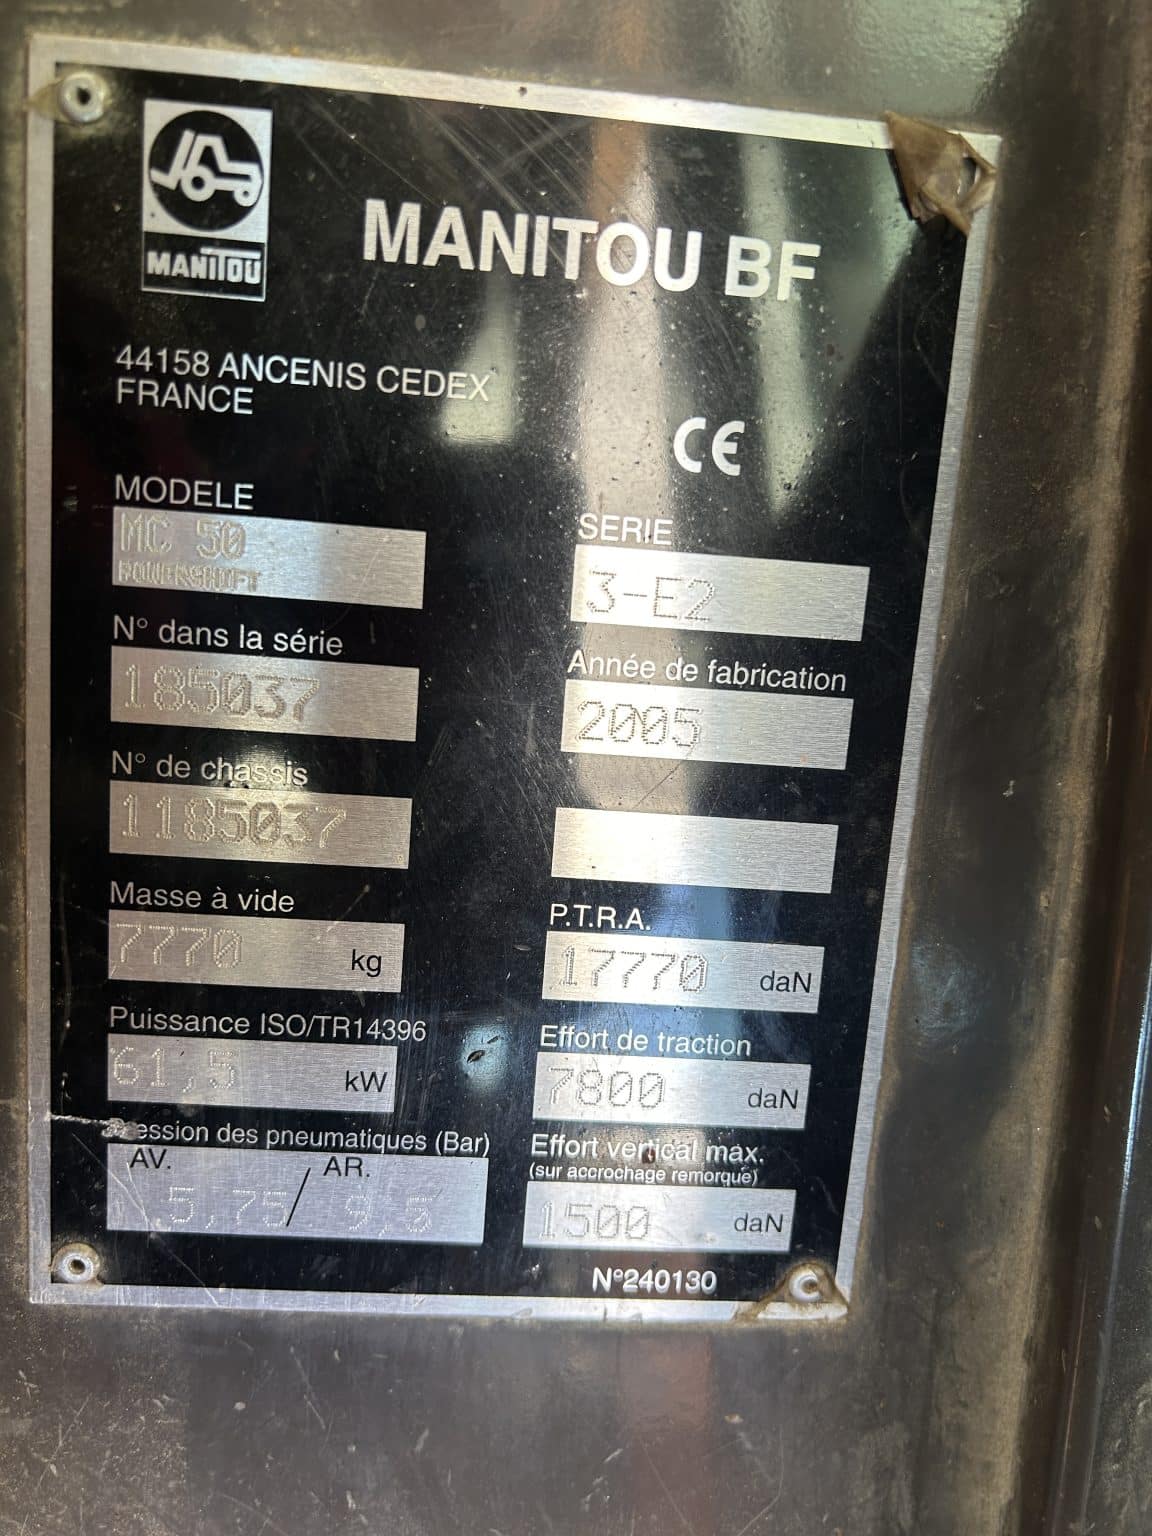 MANITOU
MANITOU BF
44158 ANCENIS CEDEX
FRANCE
CE
MODELE
MC 50
POWERSHIFT
SERIE
3-E2
N° dans la série
185037
Année de fabrication
2005
N° de chassis
1185037
Masse à vide
7770 kg
P.T.R.A.
17770 daN
Puissance ISO/TR14396
61,5 kW
Effort de traction
7800 daN
Pression des pneumatiques (Bar)
AV. / AR.
5,75 / 9,5
Effort vertical max.
(sur accrochage remorque)
1500 daN
N°240130